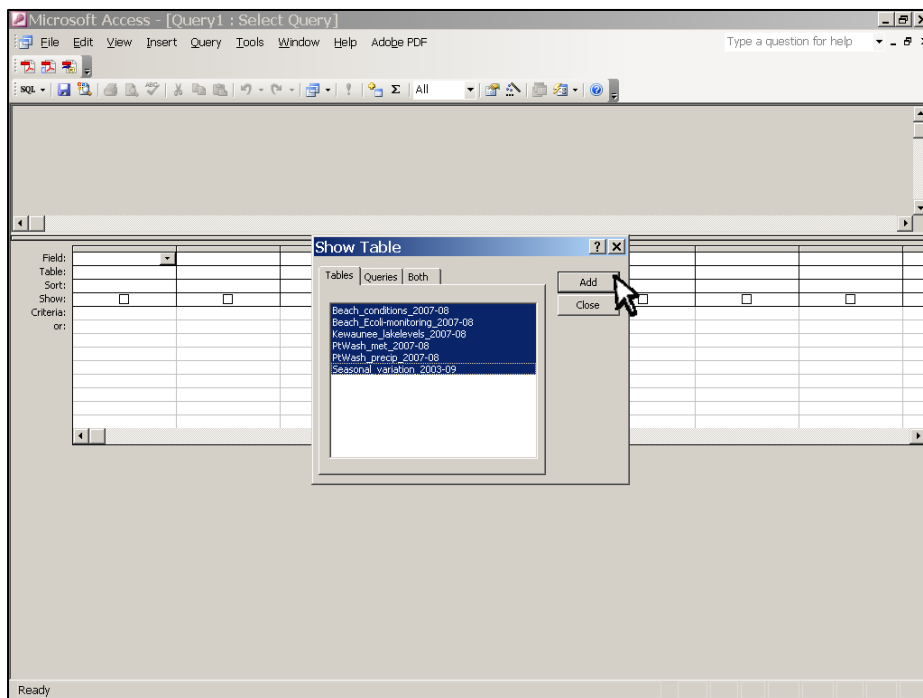 Microsoft Access - [Query1 : Select Query]
File Edit View Insert Query Tools Window Help Adobe PDF Type a question for help
SQL All
Show Table
Field:
Table:
Sort:
Show:
Criteria:
or:
Tables Queries Both
Add
Close
Beach_conditions_2007-08
Beach_Ecoli-monitoring_2007-08
Kewaunee_lakelevels_2007-08
PtWash_met_2007-08
PtWash_precip_2007-08
Seasonal_variation_2003-09
Ready